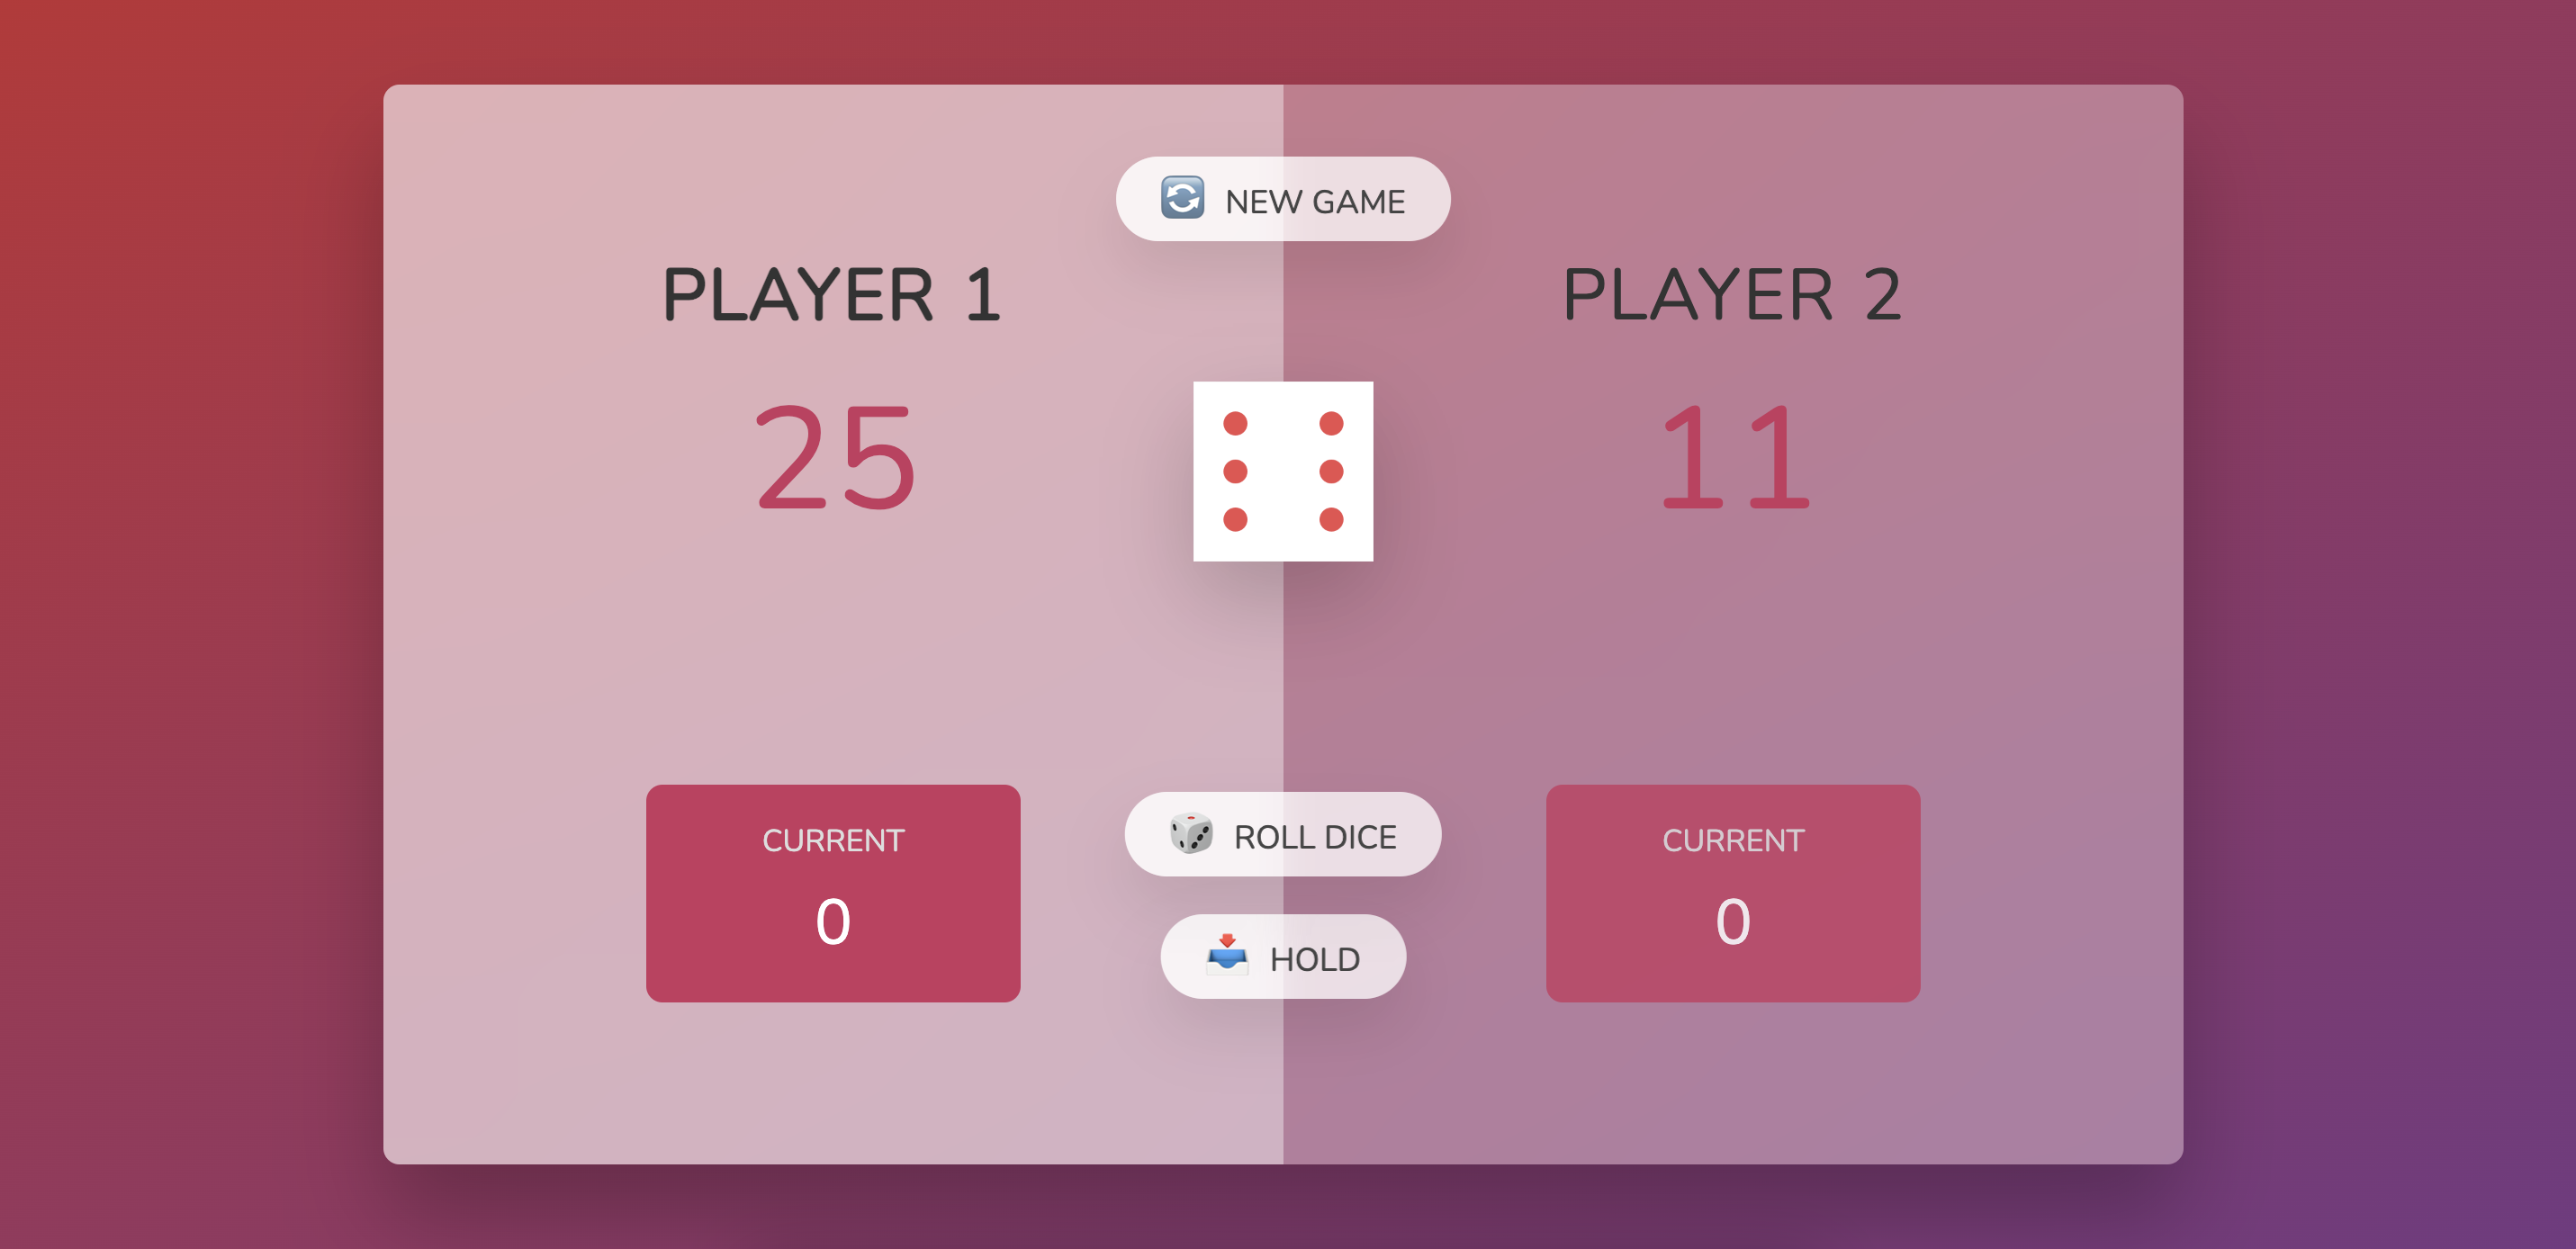 NEW GAME
PLAYER 1
25
PLAYER 2
11
CURRENT
0
ROLL DICE
HOLD
CURRENT
0